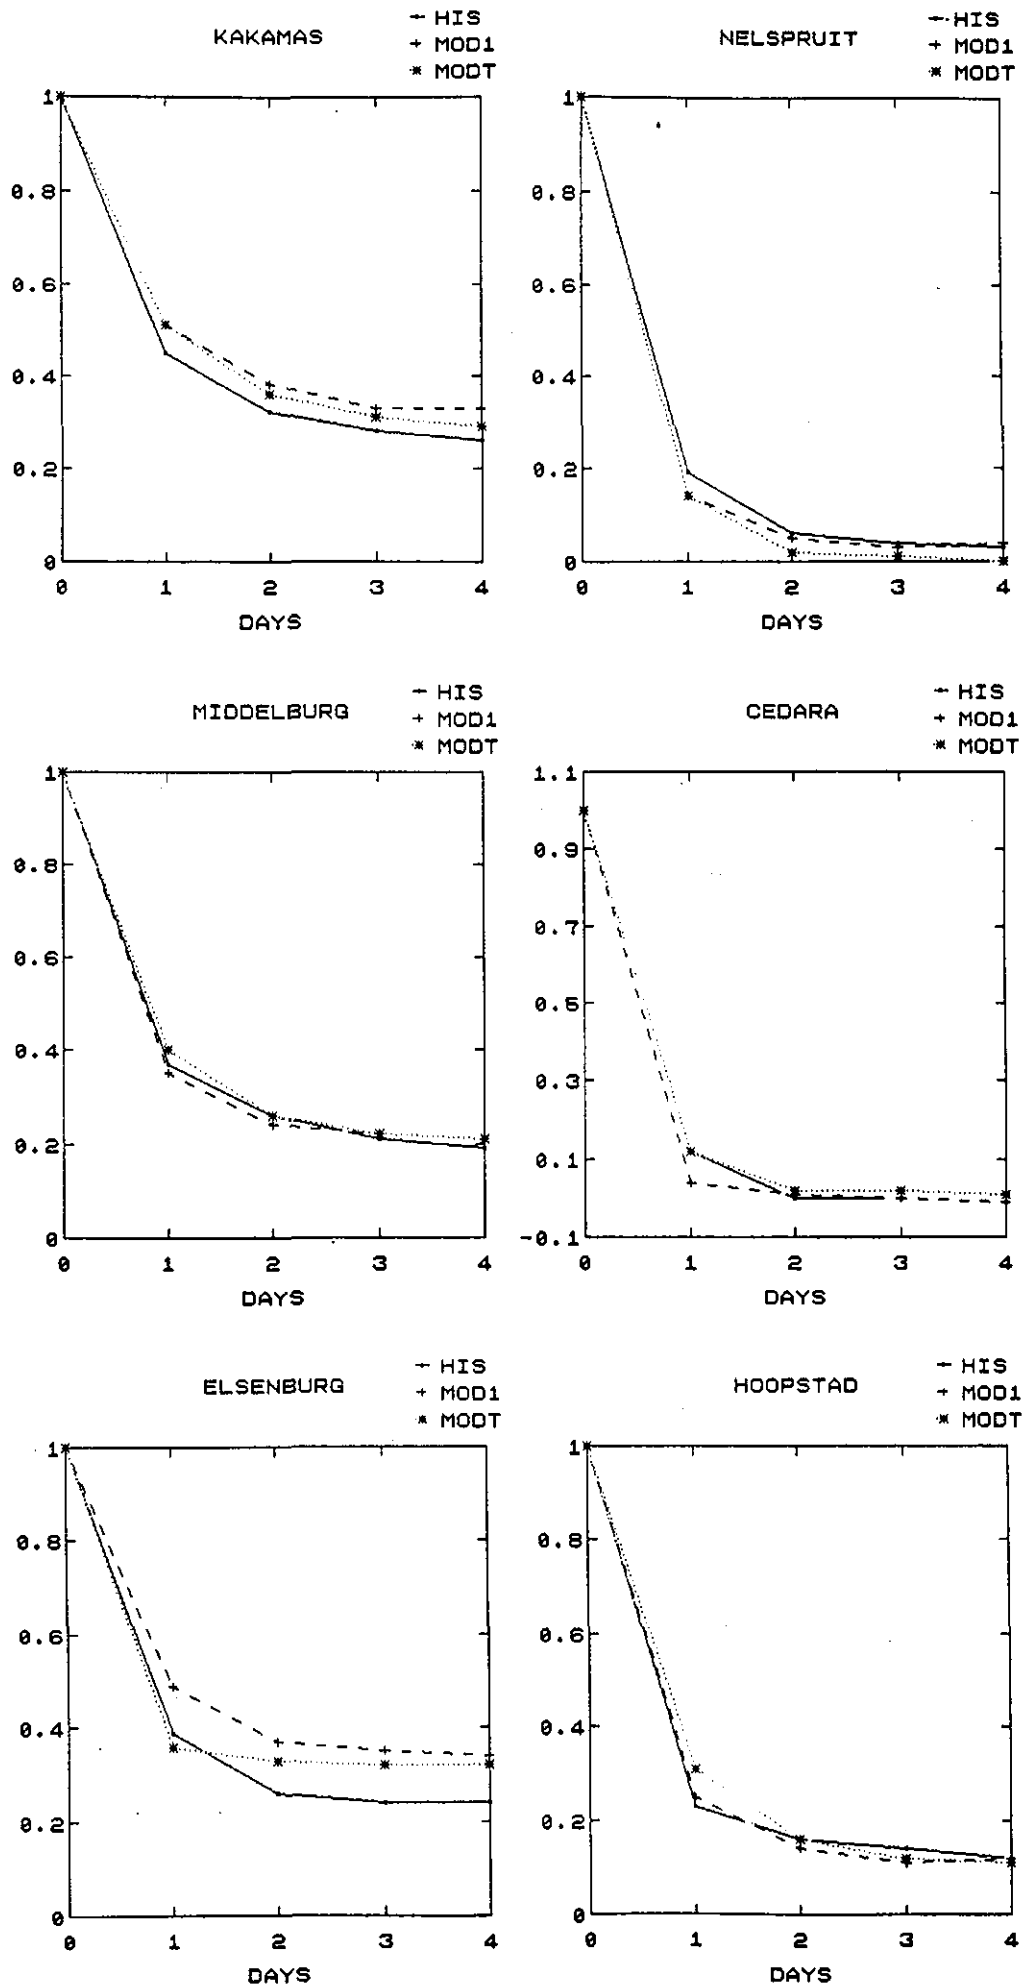 KAKAMAS
HIS
MOD1
MODT
1
0.8
0.6
0.4
0.2
0
0 1 2 3 4
DAYS
NELSPRUIT
HIS
MOD1
MODT
1
0.8
0.6
0.4
0.2
0
0 1 2 3 4
DAYS
MIDDELBURG
HIS
MOD1
MODT
1
0.8
0.6
0.4
0.2
0
0 1 2 3 4
DAYS
CEDARA
HIS
MOD1
MODT
1.1
0.9
0.7
0.5
0.3
0.1
-0.1
0 1 2 3 4
DAYS
ELSENBURG
HIS
MOD1
MODT
1
0.8
0.6
0.4
0.2
0
0 1 2 3 4
DAYS
HOOPSTAD
HIS
MOD1
MODT
1
0.8
0.6
0.4
0.2
0
0 1 2 3 4
DAYS